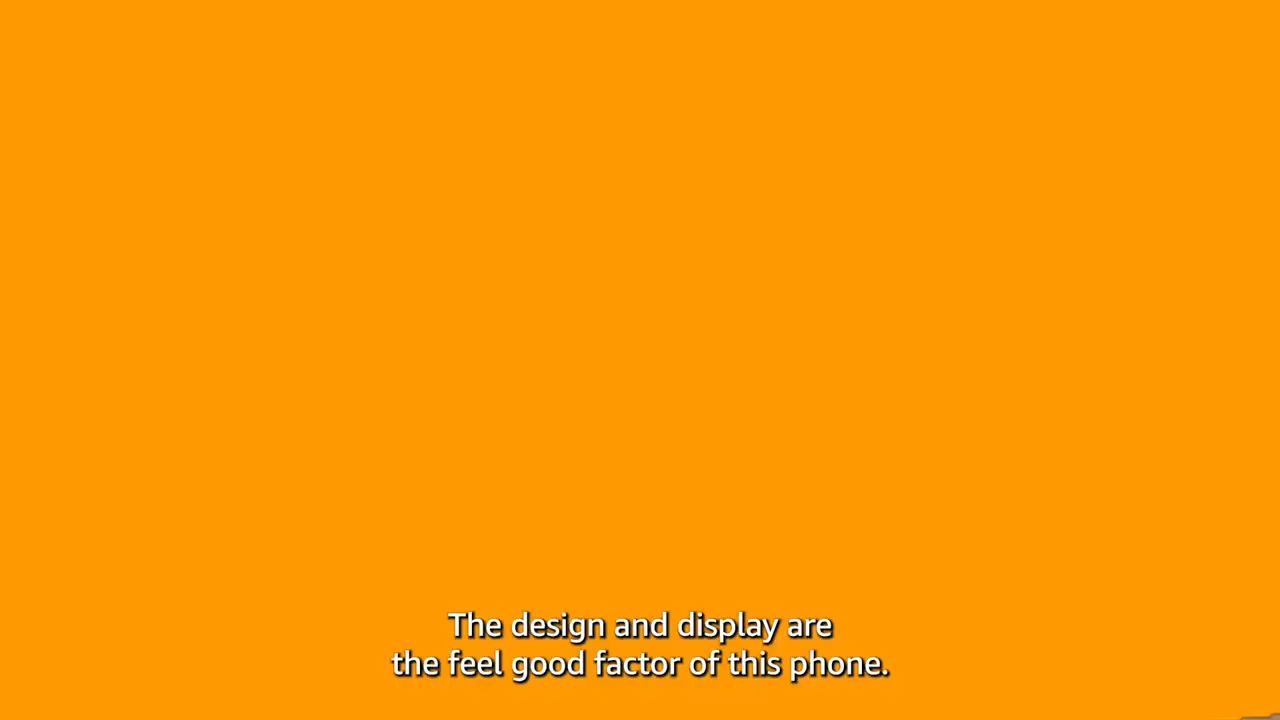 The design and display are
the feel good factor of this phone.